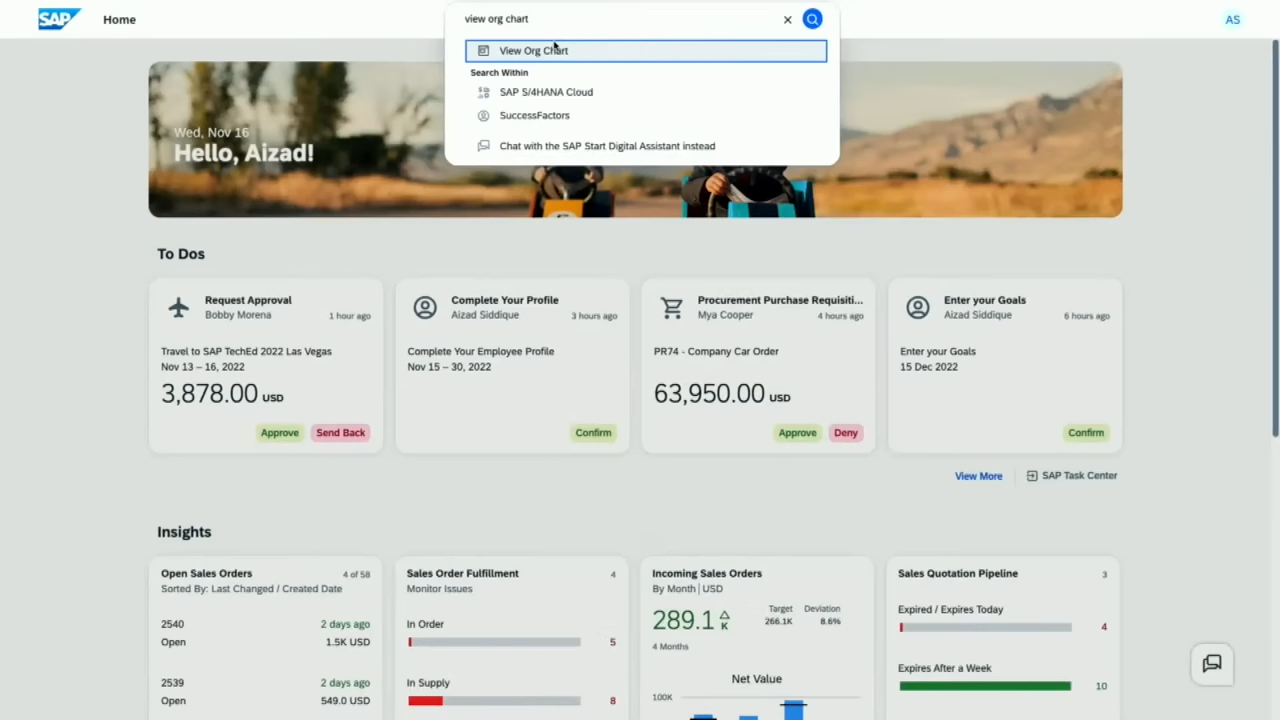 SAP
Home
view org chart
AS
View Org Chart
Search Within
SAP S/4HANA Cloud
SuccessFactors
Chat with the SAP Start Digital Assistant instead
Wed, Nov 16
Hello, Aizad!
To Dos
Request Approval
Bobby Morena
1 hour ago
Travel to SAP TechEd 2022 Las Vegas
Nov 13 – 16, 2022
3,878.00 USD
Approve
Send Back
Complete Your Profile
Aizad Siddique
3 hours ago
Complete Your Employee Profile
Nov 15 – 30, 2022
Confirm
Procurement Purchase Requisiti...
Mya Cooper
4 hours ago
PR74 - Company Car Order
63,950.00 USD
Approve
Deny
Enter your Goals
Aizad Siddique
6 hours ago
Enter your Goals
15 Dec 2022
Confirm
View More
SAP Task Center
Insights
Open Sales Orders
4 of 58
Sorted By: Last Changed / Created Date
2540
2 days ago
Open
1.5K USD
2539
2 days ago
Open
549.0 USD
Sales Order Fulfillment
4
Monitor Issues
In Order
5
In Supply
8
Incoming Sales Orders
By Month | USD
289.1 K
Target
266.1K
Deviation
8.6%
4 Months
Net Value
100K
Sales Quotation Pipeline
3
Expired / Expires Today
4
Expires After a Week
10